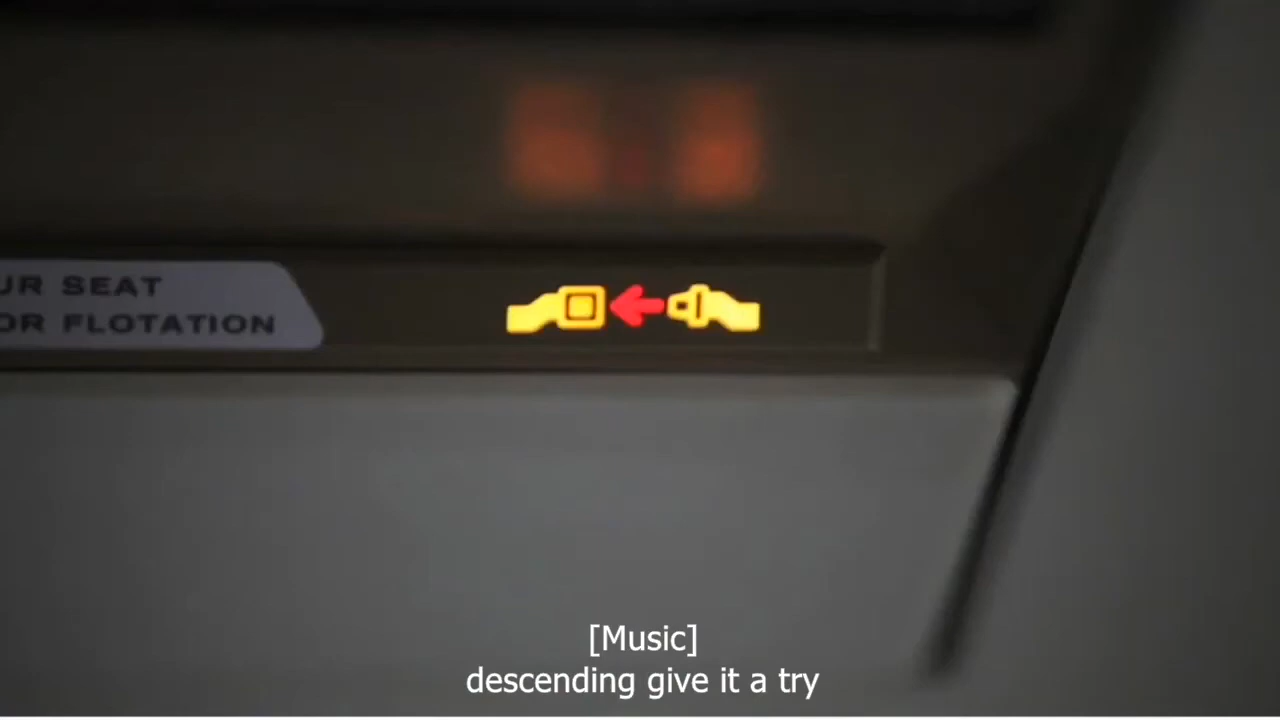 UR SEAT
OR FLOTATION
[Music]
descending give it a try